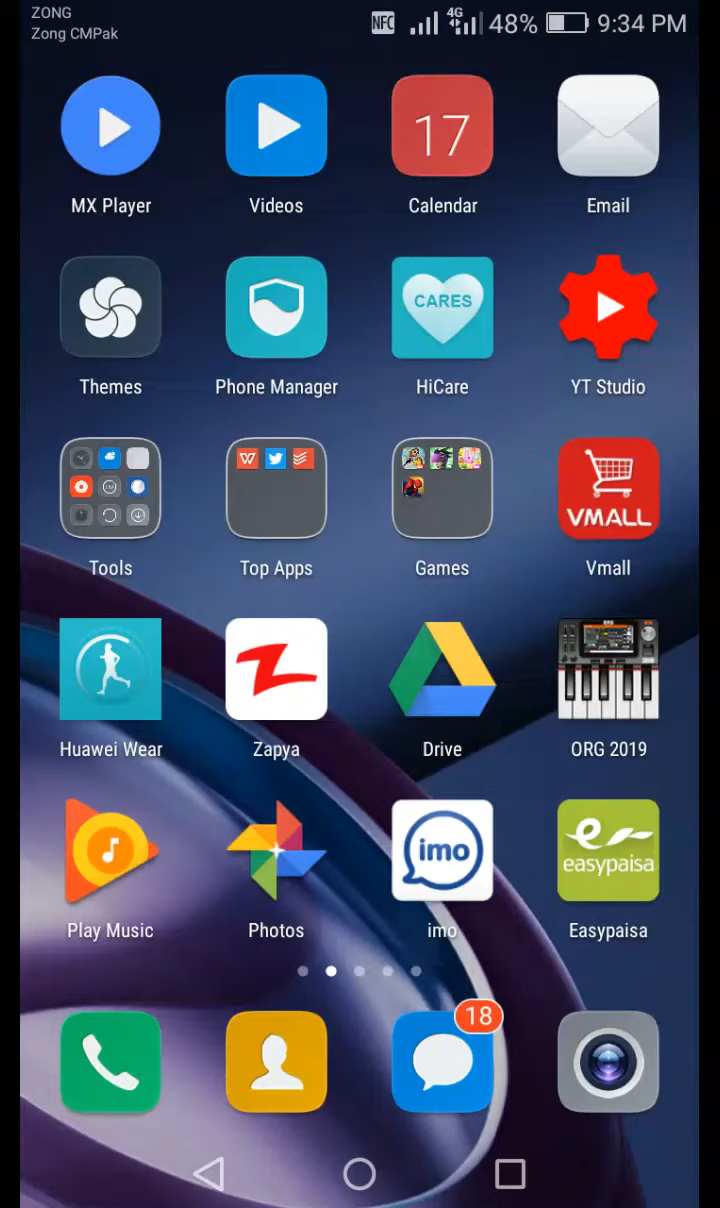 ZONG
Zong CMPak
NFC 4G 48% 9:34 PM
17
MX Player Videos Calendar Email
CARES
Themes Phone Manager HiCare YT Studio
VMALL
Tools Top Apps Games Vmall
Huawei Wear Zapya Drive ORG 2019
imo
easypaisa
Play Music Photos imo Easypaisa
18